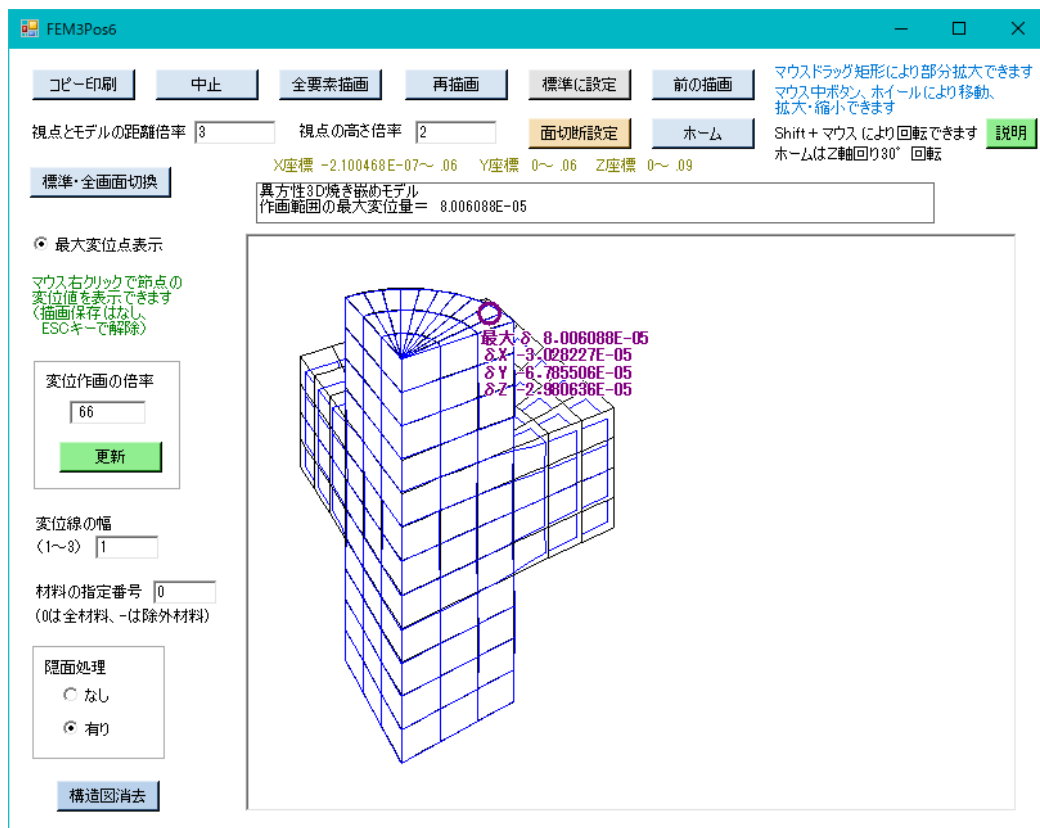 FEM3Pos6
コピー印刷 中止 全要素描画 再描画 標準に設定 前の描画
マウスドラッグ矩形により部分拡大できます
マウス中ボタン、ホイールにより移動、
拡大・縮小できます
視点とモデルの距離倍率 3 視点の高さ倍率 2 面切断設定 ホーム
Shift+マウスにより回転できます 説明
ホームはZ軸回り30°回転
X座標 -2.100468E-07～ .06 Y座標 0～ .06 Z座標 0～ .09
標準・全画面切換
異方性3D焼き嵌めモデル
作画範囲の最大変位量＝ 8.006088E-05
最大変位点表示
マウス右クリックで節点の
変位値を表示できます
(描画保存はなし、
ESCキーで解除)
最大δ 8.006088E-05
δX -3.028227E-05
δY -6.785506E-05
δZ -2.980636E-05
変位作画の倍率
66
更新
変位線の幅
(1～3) 1
材料の指定番号 0
(0は全材料、-は除外材料)
隠面処理
なし
有り
構造図消去